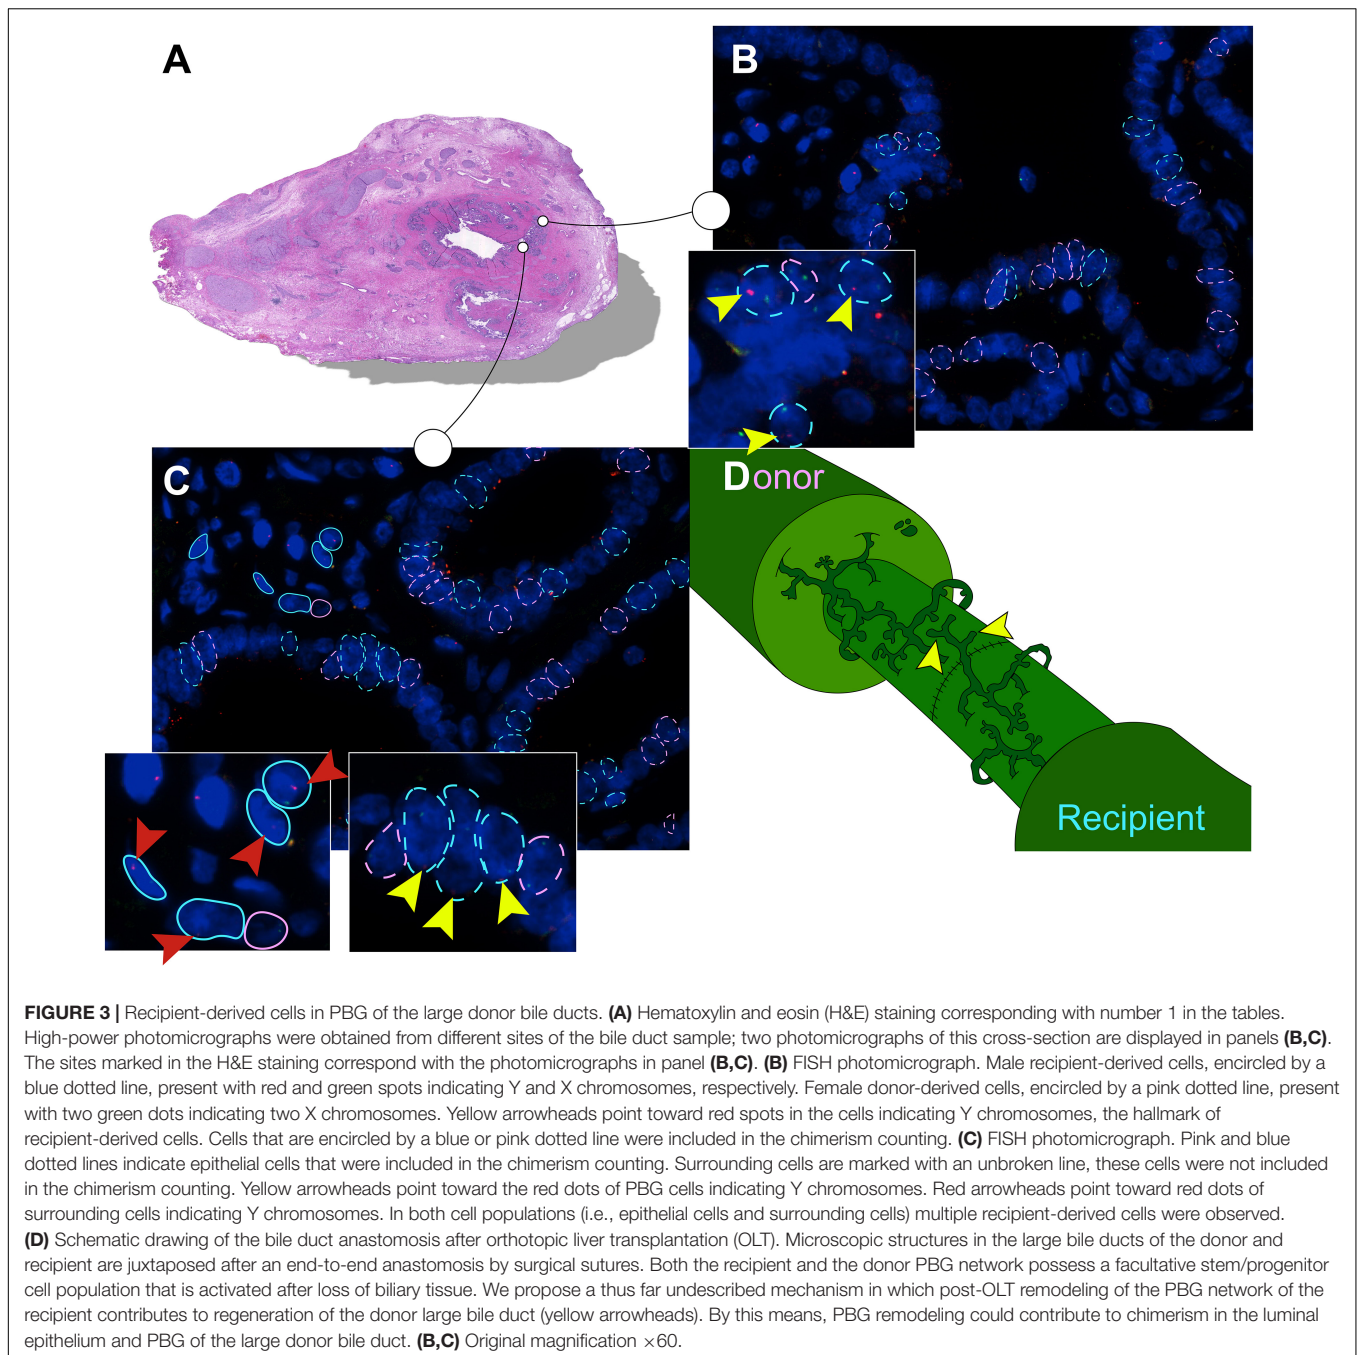 A
B
C
Donor
Recipient
FIGURE 3 | Recipient-derived cells in PBG of the large donor bile ducts. (A) Hematoxylin and eosin (H&E) staining corresponding with number 1 in the tables.
High-power photomicrographs were obtained from different sites of the bile duct sample; two photomicrographs of this cross-section are displayed in panels (B,C).
The sites marked in the H&E staining correspond with the photomicrographs in panel (B,C). (B) FISH photomicrograph. Male recipient-derived cells, encircled by a
blue dotted line, present with red and green spots indicating Y and X chromosomes, respectively. Female donor-derived cells, encircled by a pink dotted line, present
with two green dots indicating two X chromosomes. Yellow arrowheads point toward red spots in the cells indicating Y chromosomes, the hallmark of
recipient-derived cells. Cells that are encircled by a blue or pink dotted line were included in the chimerism counting. (C) FISH photomicrograph. Pink and blue
dotted lines indicate epithelial cells that were included in the chimerism counting. Surrounding cells are marked with an unbroken line, these cells were not included
in the chimerism counting. Yellow arrowheads point toward the red dots of PBG cells indicating Y chromosomes. Red arrowheads point toward red dots of
surrounding cells indicating Y chromosomes. In both cell populations (i.e., epithelial cells and surrounding cells) multiple recipient-derived cells were observed.
(D) Schematic drawing of the bile duct anastomosis after orthotopic liver transplantation (OLT). Microscopic structures in the large bile ducts of the donor and
recipient are juxtaposed after an end-to-end anastomosis by surgical sutures. Both the recipient and the donor PBG network possess a facultative stem/progenitor
cell population that is activated after loss of biliary tissue. We propose a thus far undescribed mechanism in which post-OLT remodeling of the PBG network of the
recipient contributes to regeneration of the donor large bile duct (yellow arrowheads). By this means, PBG remodeling could contribute to chimerism in the luminal
epithelium and PBG of the large donor bile duct. (B,C) Original magnification ×60.